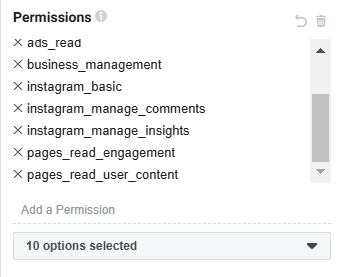 Permissions
ads_read
business_management
instagram_basic
instagram_manage_comments
instagram_manage_insights
pages_read_engagement
pages_read_user_content
Add a Permission
10 options selected